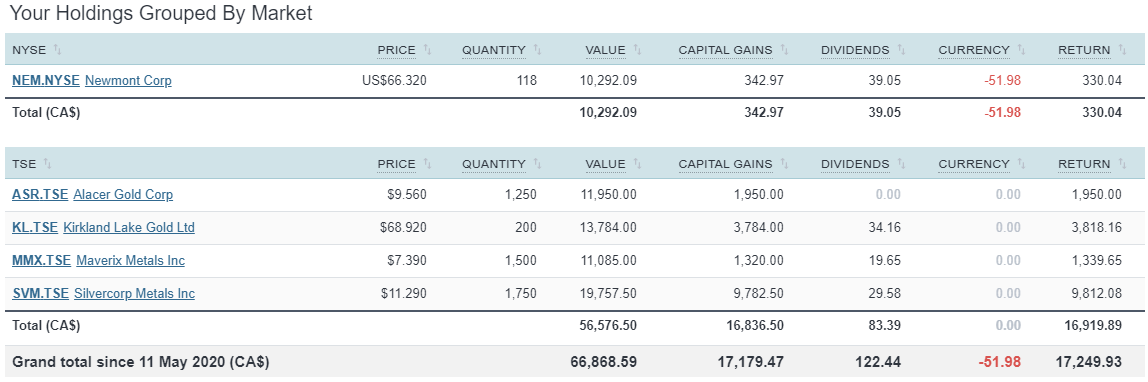 Your Holdings Grouped By Market
NYSE PRICE QUANTITY VALUE CAPITAL GAINS DIVIDENDS CURRENCY RETURN
NEM.NYSE Newmont Corp US$66.320 118 10,292.09 342.97 39.05 -51.98 330.04
Total (CA$) 10,292.09 342.97 39.05 -51.98 330.04
TSE PRICE QUANTITY VALUE CAPITAL GAINS DIVIDENDS CURRENCY RETURN
ASR.TSE Alacer Gold Corp $9.560 1,250 11,950.00 1,950.00 0.00 0.00 1,950.00
KL.TSE Kirkland Lake Gold Ltd $68.920 200 13,784.00 3,784.00 34.16 0.00 3,818.16
MMX.TSE Maverix Metals Inc $7.390 1,500 11,085.00 1,320.00 19.65 0.00 1,339.65
SVM.TSE Silvercorp Metals Inc $11.290 1,750 19,757.50 9,782.50 29.58 0.00 9,812.08
Total (CA$) 56,576.50 16,836.50 83.39 0.00 16,919.89
Grand total since 11 May 2020 (CA$) 66,868.59 17,179.47 122.44 -51.98 17,249.93